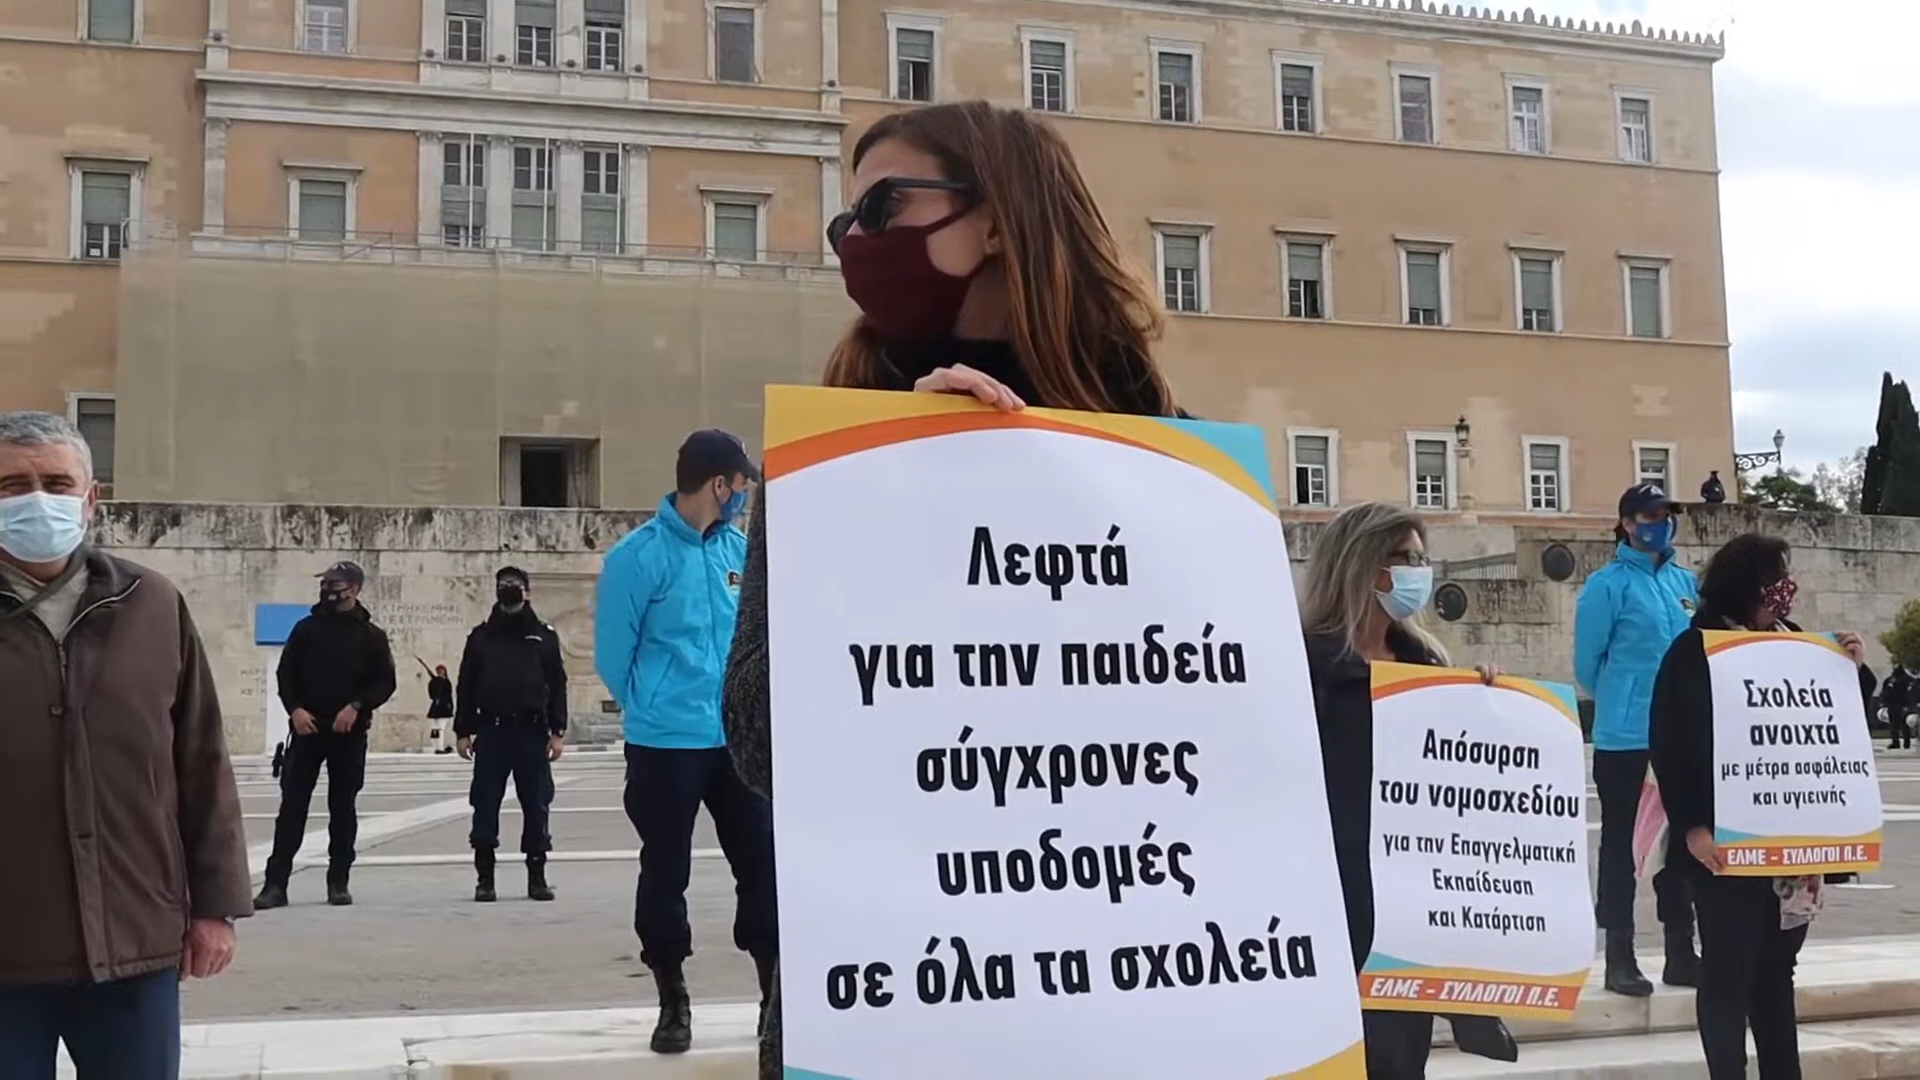 Λεφτά
για την παιδεία
σύγχρονες
υποδομές
σε όλα τα σχολεία
Απόσυρση
του νομοσχεδίου
για την Επαγγελματική
Εκπαίδευση
και Κατάρτιση
ΕΛΜΕ - ΣΥΛΛΟΓΟΙ Π.Ε.
Σχολεία
ανοιχτά
με μέτρα ασφάλειας
και υγιεινής
ΕΛΜΕ - ΣΥΛΛΟΓΟΙ Π.Ε.